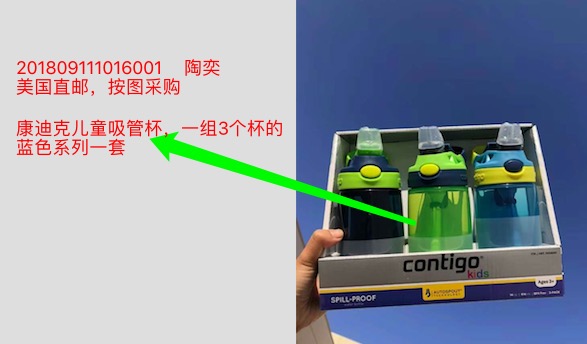 201809111016001 陶奕
美国直邮，按图采购
康迪克儿童吸管杯，一组3个杯的
蓝色系列一套
contigo
kids
SPILL-PROOF
AUTOSPOUT
Ages 3+